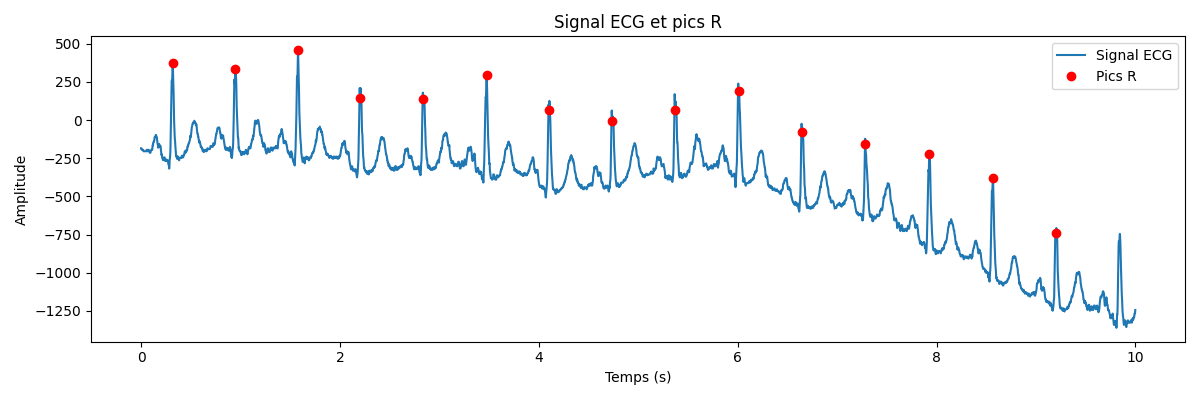 Signal ECG et pics R
Signal ECG
Pics R
500
250
0
−250
−500
−750
−1000
−1250
Amplitude
0 2 4 6 8 10
Temps (s)